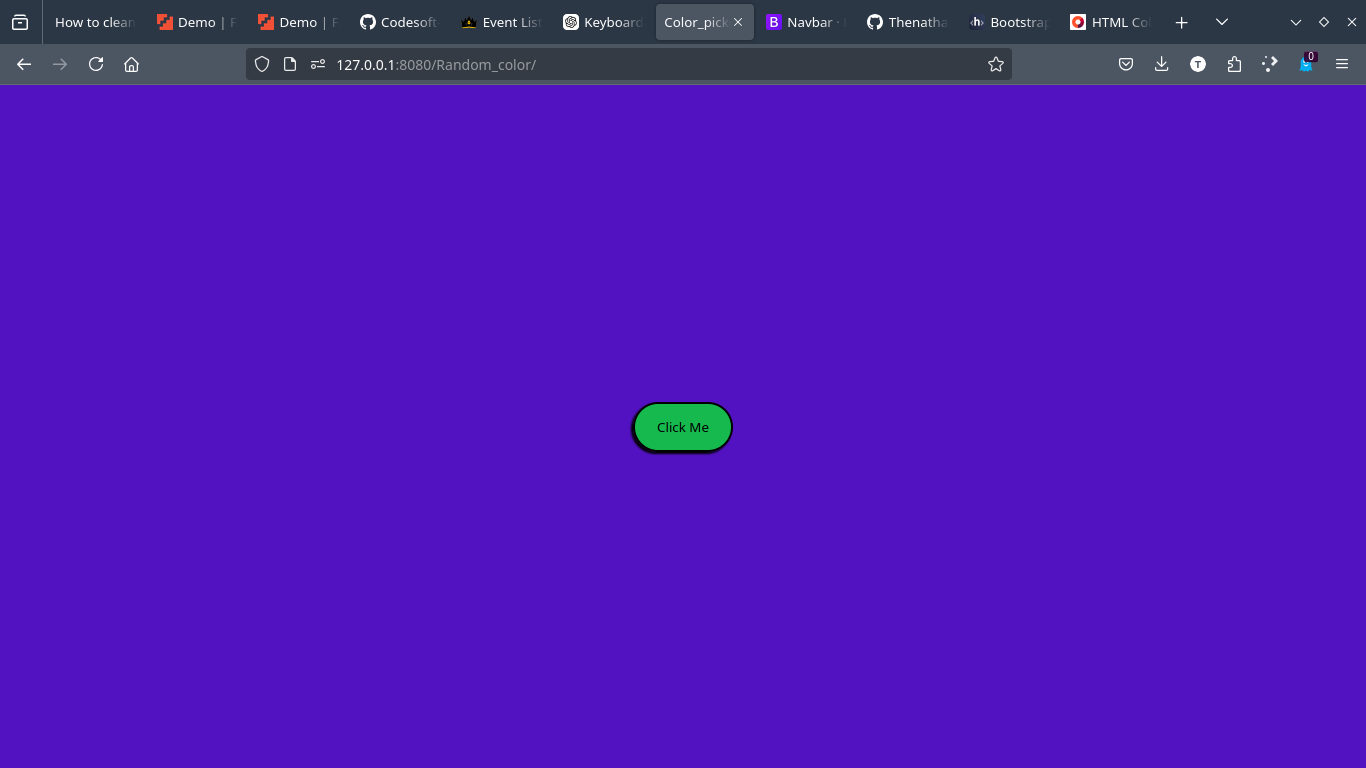 How to clean Demo | F Demo | F Codesoft Event List Keyboard Color_pick Navbar · Thenatha Bootstrap HTML Co
127.0.0.1:8080/Random_color/ T 0
Click Me